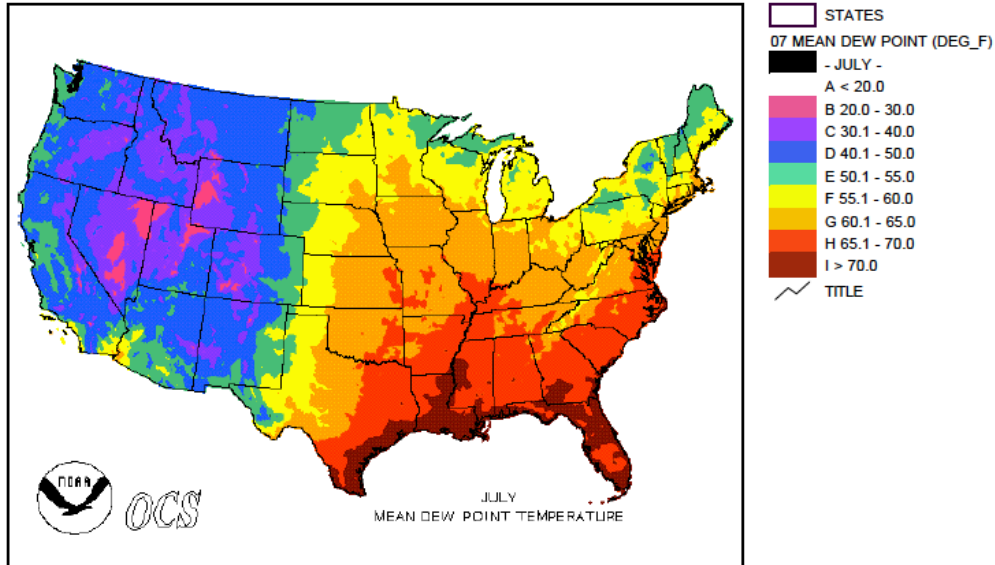 STATES
07 MEAN DEW POINT (DEG_F)
- JULY -
A < 20.0
B 20.0 - 30.0
C 30.1 - 40.0
D 40.1 - 50.0
E 50.1 - 55.0
F 55.1 - 60.0
G 60.1 - 65.0
H 65.1 - 70.0
I > 70.0
TITLE
NOAA
OCS
JULY
MEAN DEW POINT TEMPERATURE